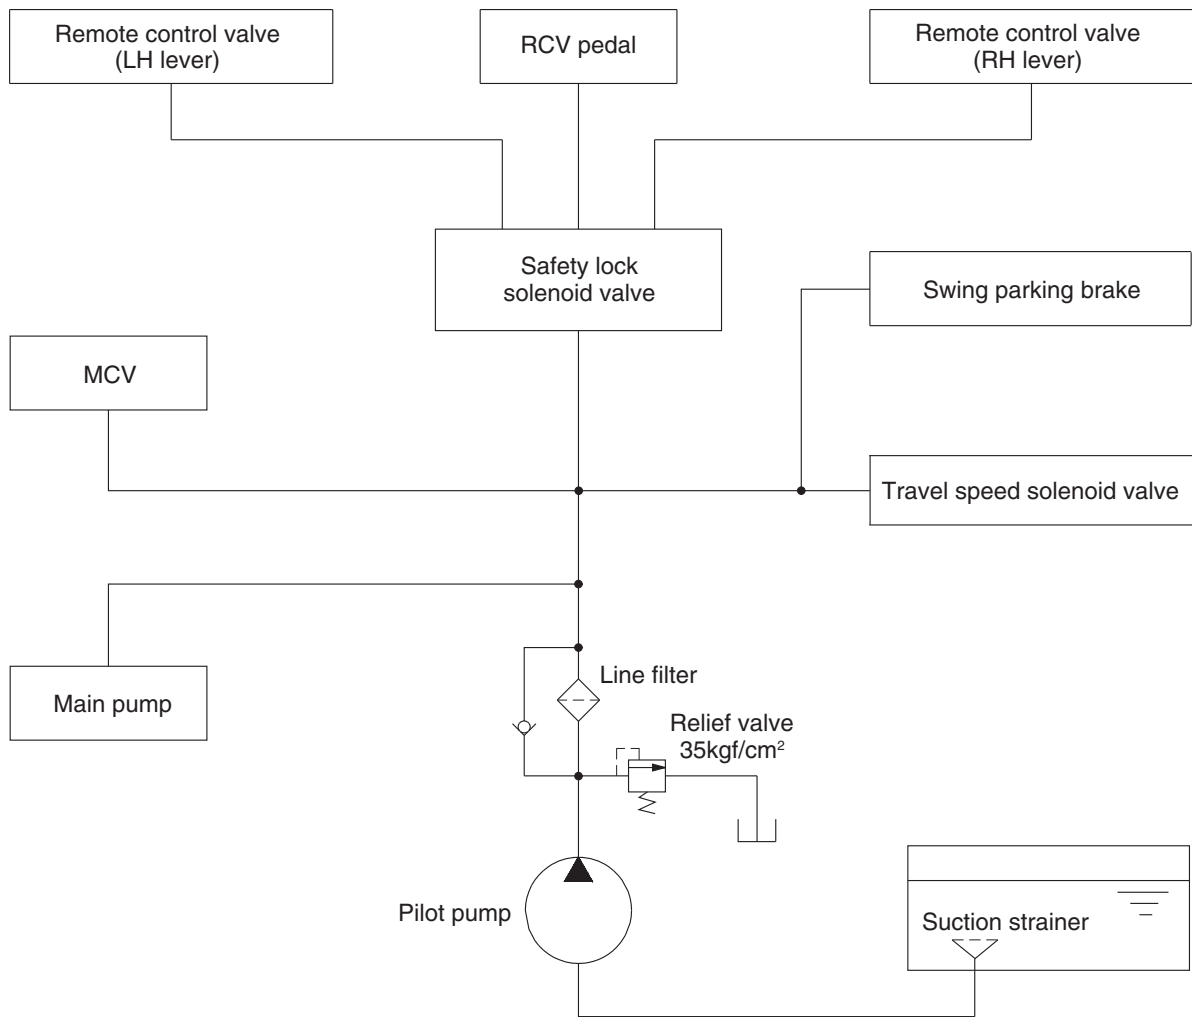 Remote control valve
(LH lever)
RCV pedal
Remote control valve
(RH lever)
Safety lock
solenoid valve
Swing parking brake
MCV
Travel speed solenoid valve
Main pump
Line filter
Relief valve
35kgf/cm²
Pilot pump
Suction strainer